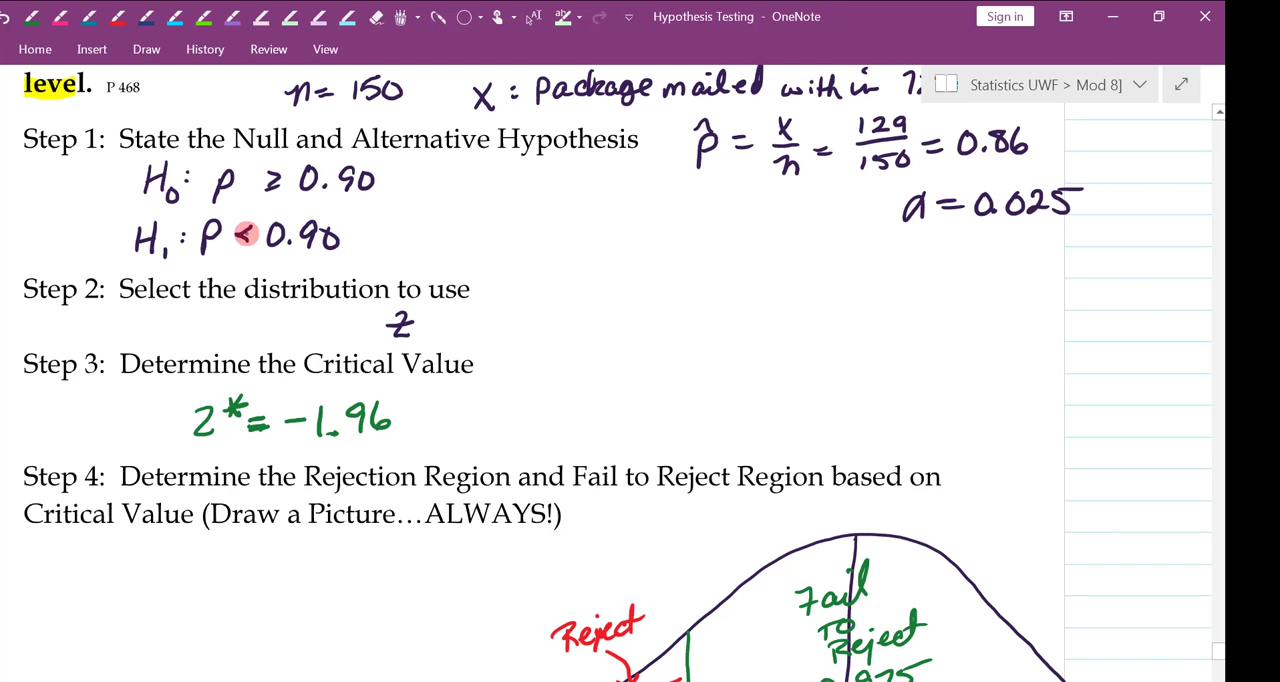 Hypothesis Testing - OneNote
Sign in
Home Insert Draw History Review View
level. P 468
n = 150
x : package mailed within 72
Statistics UWF > Mod 8]
Step 1: State the Null and Alternative Hypothesis
p̂ = x/n = 129/150 = 0.86
H₀: p ≥ 0.90
α = 0.025
H₁: p < 0.90
Step 2: Select the distribution to use
z
Step 3: Determine the Critical Value
z* = -1.96
Step 4: Determine the Rejection Region and Fail to Reject Region based on
Critical Value (Draw a Picture…ALWAYS!)
Reject
Fail
TO
Reject
0.975